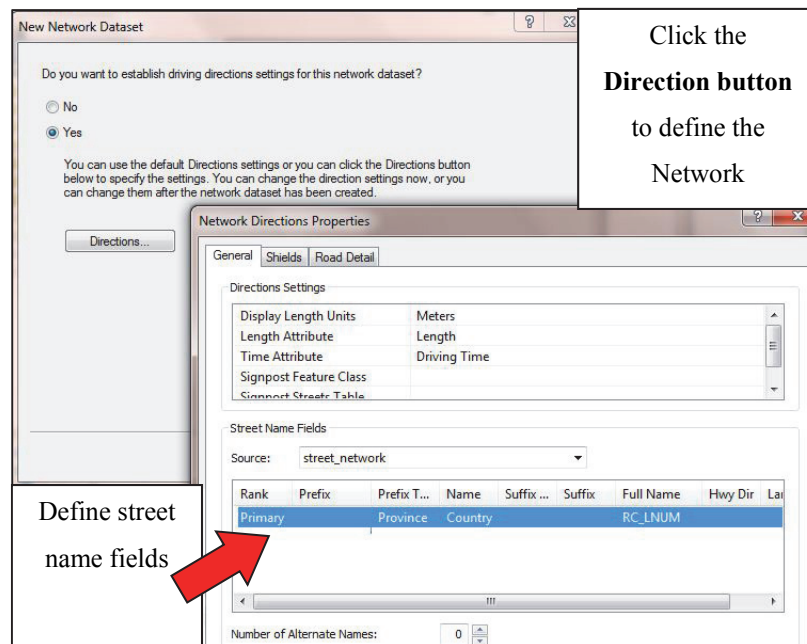 New Network Dataset
Click the
Direction button
to define the
Network
Do you want to establish driving directions settings for this network dataset?
No
Yes
You can use the default Directions settings or you can click the Directions button
below to specify the settings. You can change the direction settings now, or you
can change them after the network dataset has been created.
Directions...
Network Directions Properties
General Shields Road Detail
Directions Settings
Display Length Units Meters
Length Attribute Length
Time Attribute Driving Time
Signpost Feature Class
Signpost Streets Table
Street Name Fields
Source: street_network
Rank Prefix Prefix T... Name Suffix ... Suffix Full Name Hwy Dir Lar
Primary Province Country RC_LNUM
Define street
name fields
Number of Alternate Names: 0